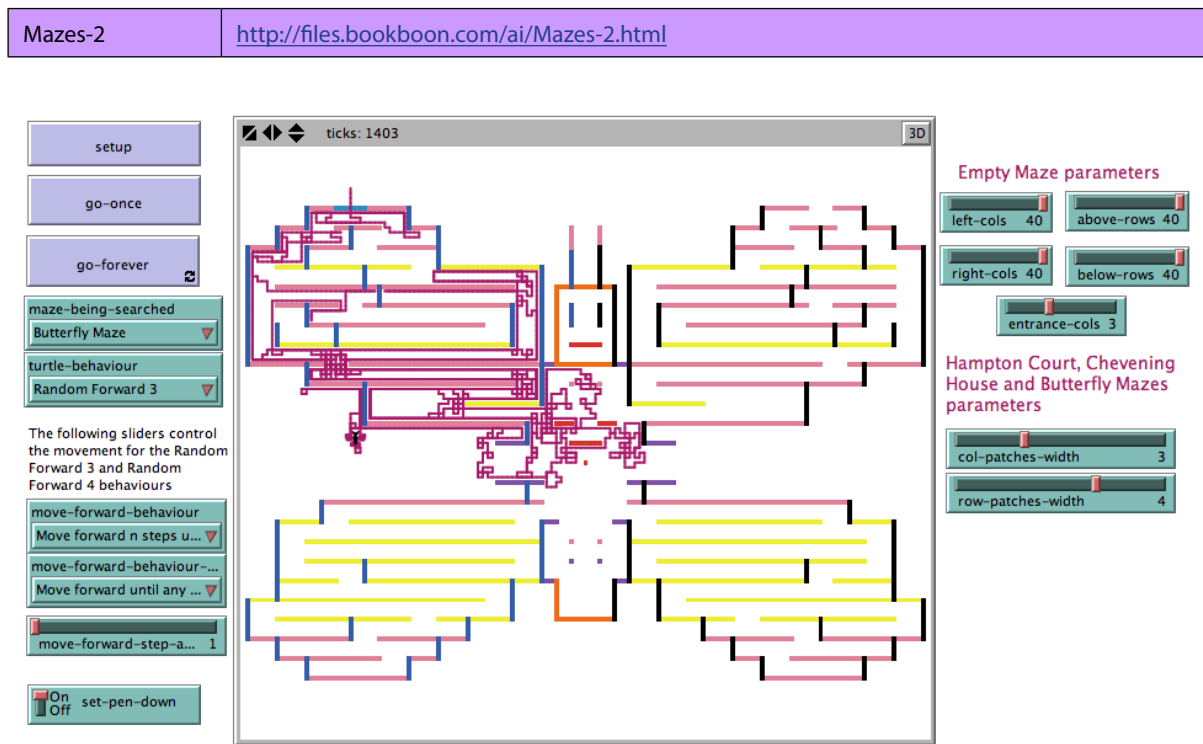 Mazes-2
http://files.bookboon.com/ai/Mazes-2.html
ticks: 1403
3D
setup
go-once
go-forever
maze-being-searched
Butterfly Maze
turtle-behaviour
Random Forward 3
The following sliders control
the movement for the Random
Forward 3 and Random
Forward 4 behaviours
move-forward-behaviour
Move forward n steps u...
move-forward-behaviour-...
Move forward until any ...
move-forward-step-a... 1
On
Off
set-pen-down
Empty Maze parameters
left-cols 40
above-rows 40
right-cols 40
below-rows 40
entrance-cols 3
Hampton Court, Chevening
House and Butterfly Mazes
parameters
col-patches-width 3
row-patches-width 4